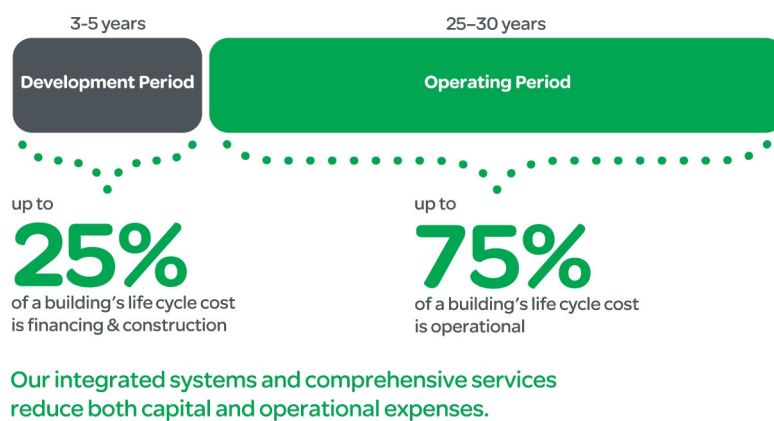 3-5 years
25–30 years
Development Period
Operating Period
up to
25%
of a building's life cycle cost
is financing & construction
up to
75%
of a building's life cycle cost
is operational
Our integrated systems and comprehensive services
reduce both capital and operational expenses.